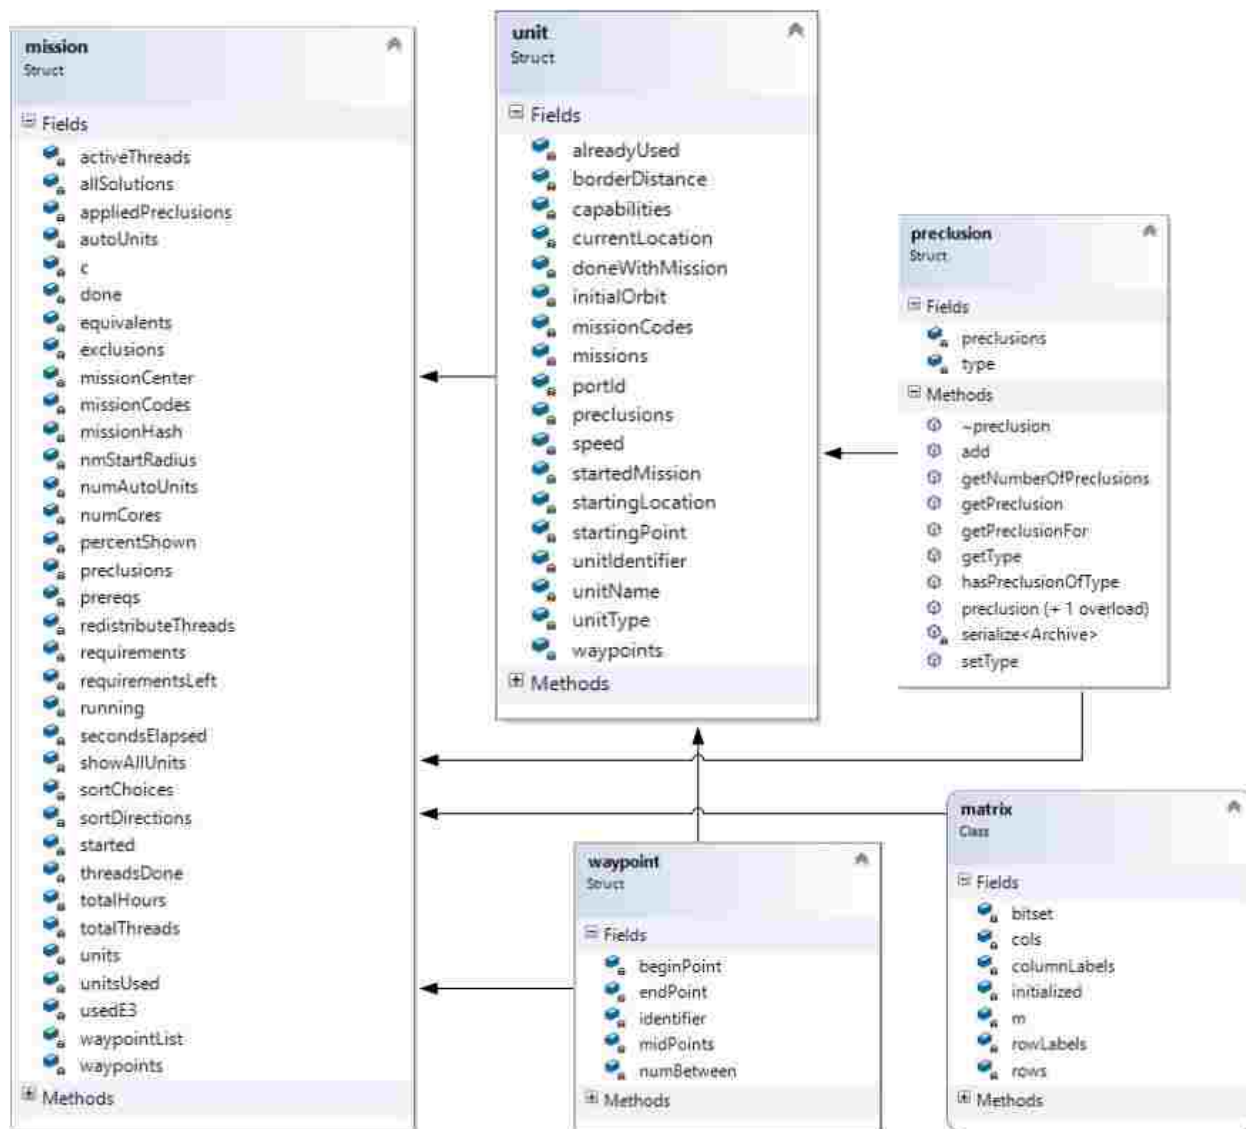 mission
Struct
Fields
activeThreads
allSolutions
appliedPreclusions
autoUnits
c
done
equivalents
exclusions
missionCenter
missionCodes
missionHash
nmStartRadius
numAutoUnits
numCores
percentShown
preclusions
prereqs
redistributeThreads
requirements
requirementsLeft
running
secondsElapsed
showAllUnits
sortChoices
sortDirections
started
threadsDone
totalHours
totalThreads
units
unitsUsed
usedE3
waypointList
waypoints
Methods
unit
Struct
Fields
alreadyUsed
borderDistance
capabilities
currentLocation
doneWithMission
initialOrbit
missionCodes
missions
portId
preclusions
speed
startedMission
startingLocation
startingPoint
unitIdentifier
unitName
unitType
waypoints
Methods
preclusion
Struct
Fields
preclusions
type
Methods
~preclusion
add
getNumberOfPreclusions
getPreclusion
getPreclusionFor
getType
hasPreclusionOfType
preclusion (+ 1 overload)
serialize<Archive>
setType
waypoint
Struct
Fields
beginPoint
endPoint
identifier
midPoints
numBetween
Methods
matrix
Class
Fields
bitset
cols
columnLabels
initialized
m
rowLabels
rows
Methods